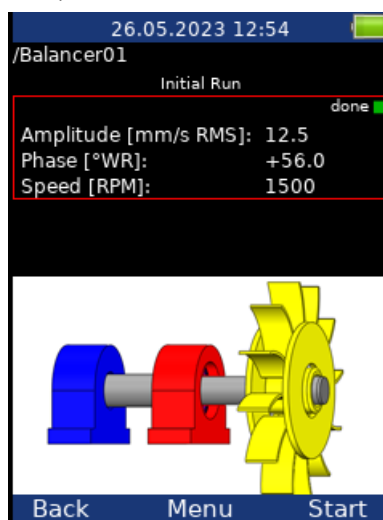 26.05.2023 12:54
/Balancer01
Initial Run
done
Amplitude [mm/s RMS]: 12.5
Phase [°WR]: +56.0
Speed [RPM]: 1500
Back Menu Start